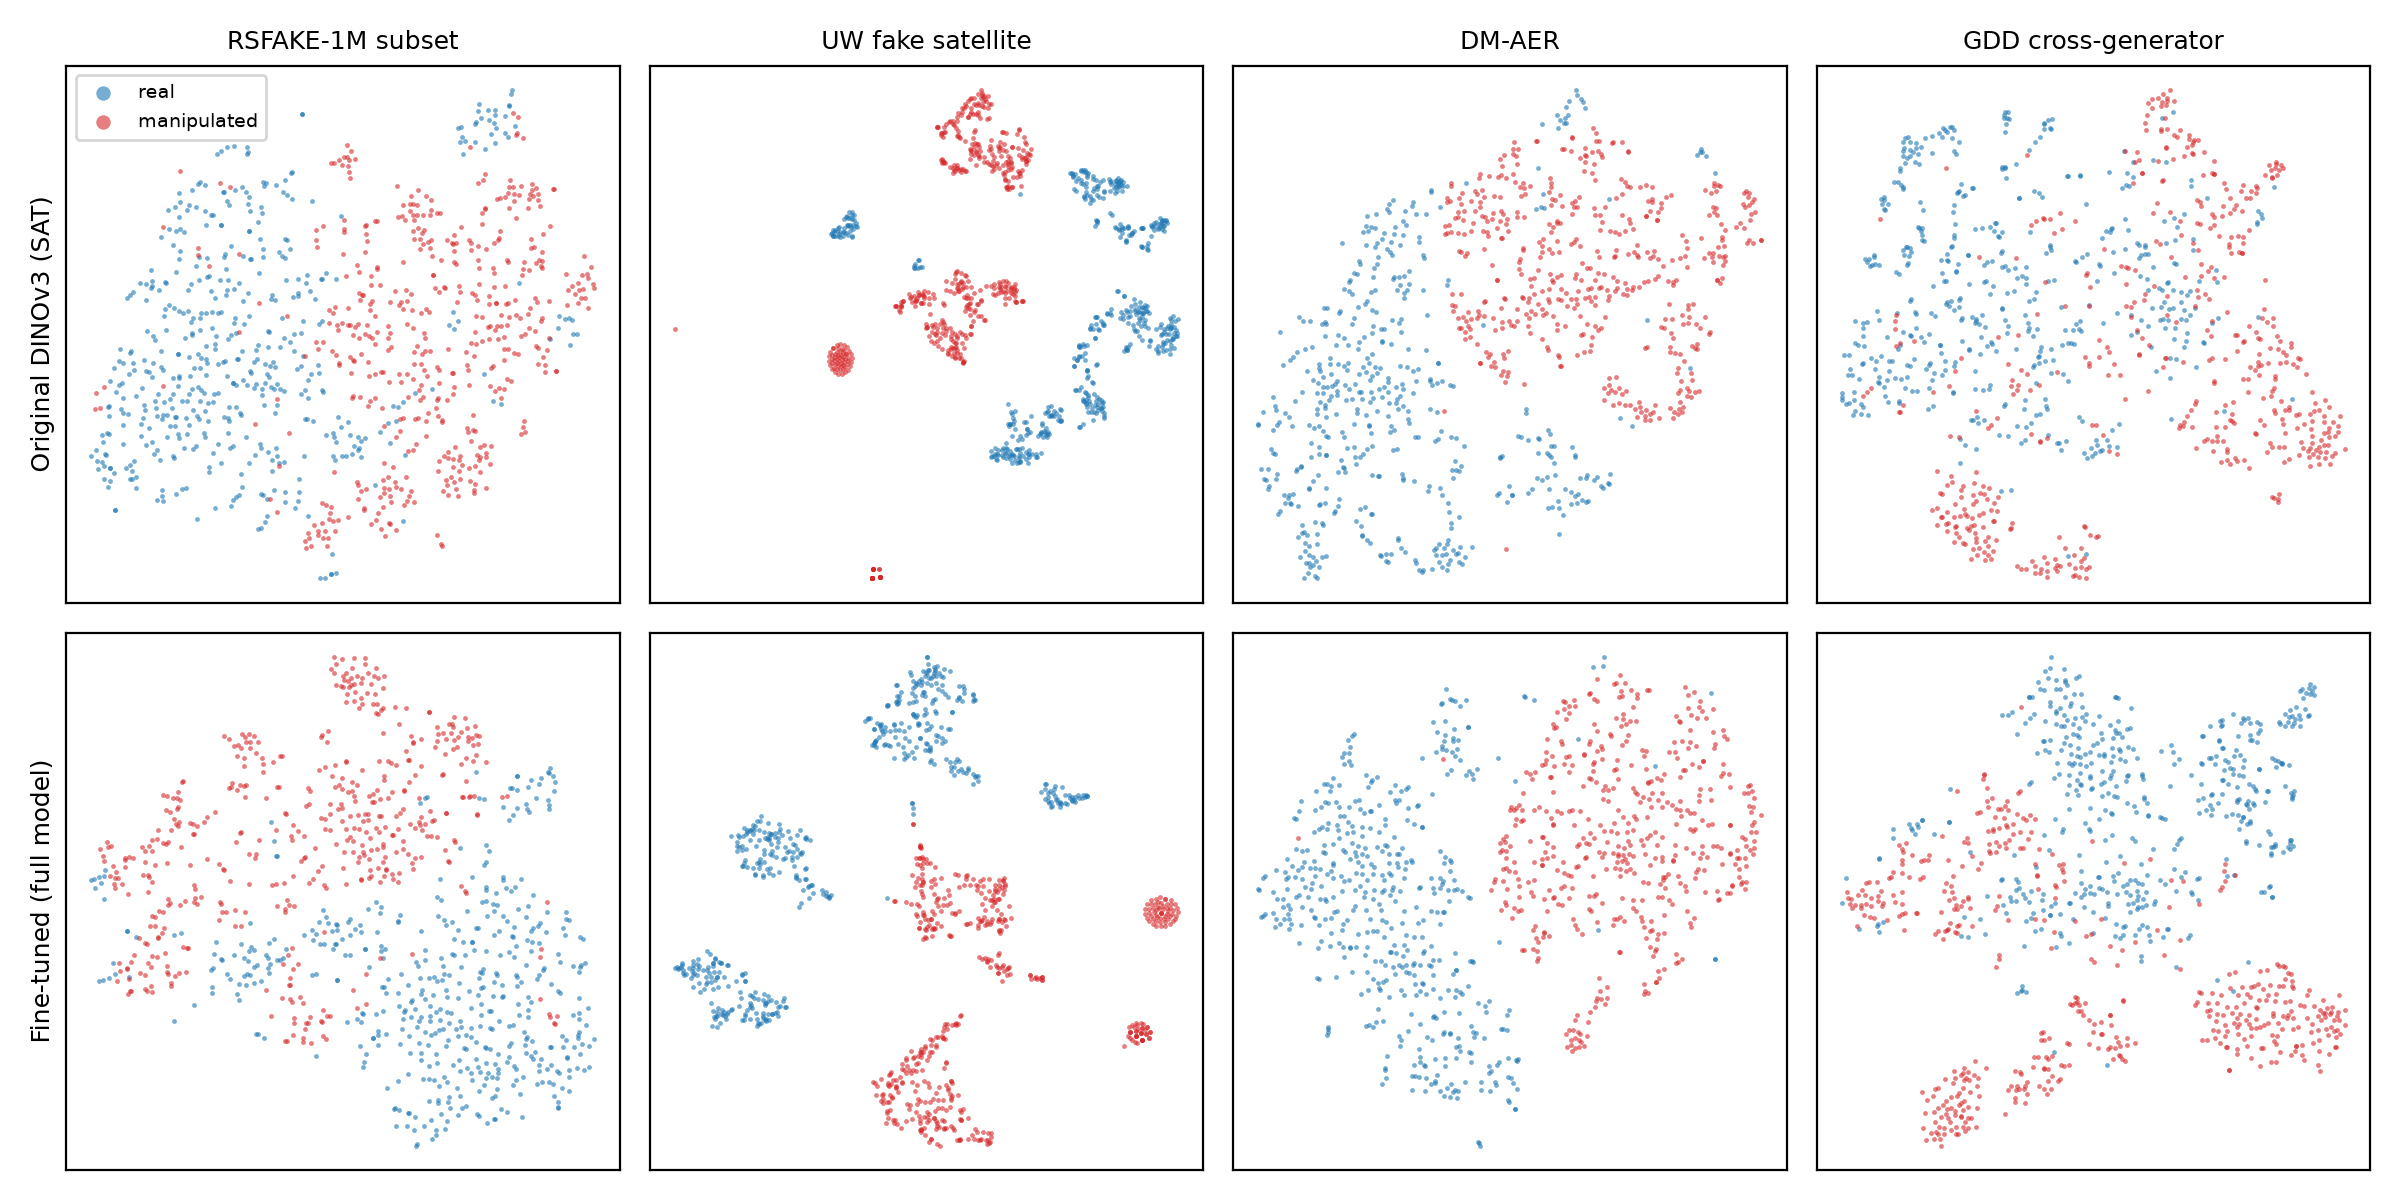 RSFAKE-1M subset
UW fake satellite
DM-AER
GDD cross-generator
real
manipulated
Original DINOv3 (SAT)
Fine-tuned (full model)